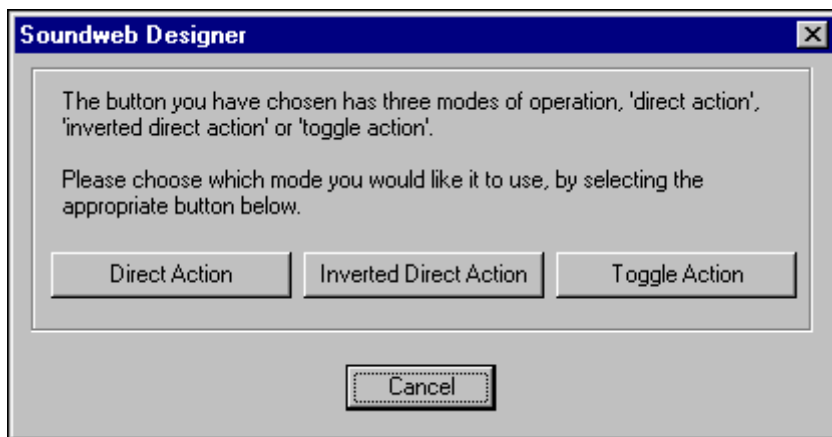 Soundweb Designer
The button you have chosen has three modes of operation, 'direct action',
'inverted direct action' or 'toggle action'.
Please choose which mode you would like it to use, by selecting the
appropriate button below.
Direct Action Inverted Direct Action Toggle Action
Cancel